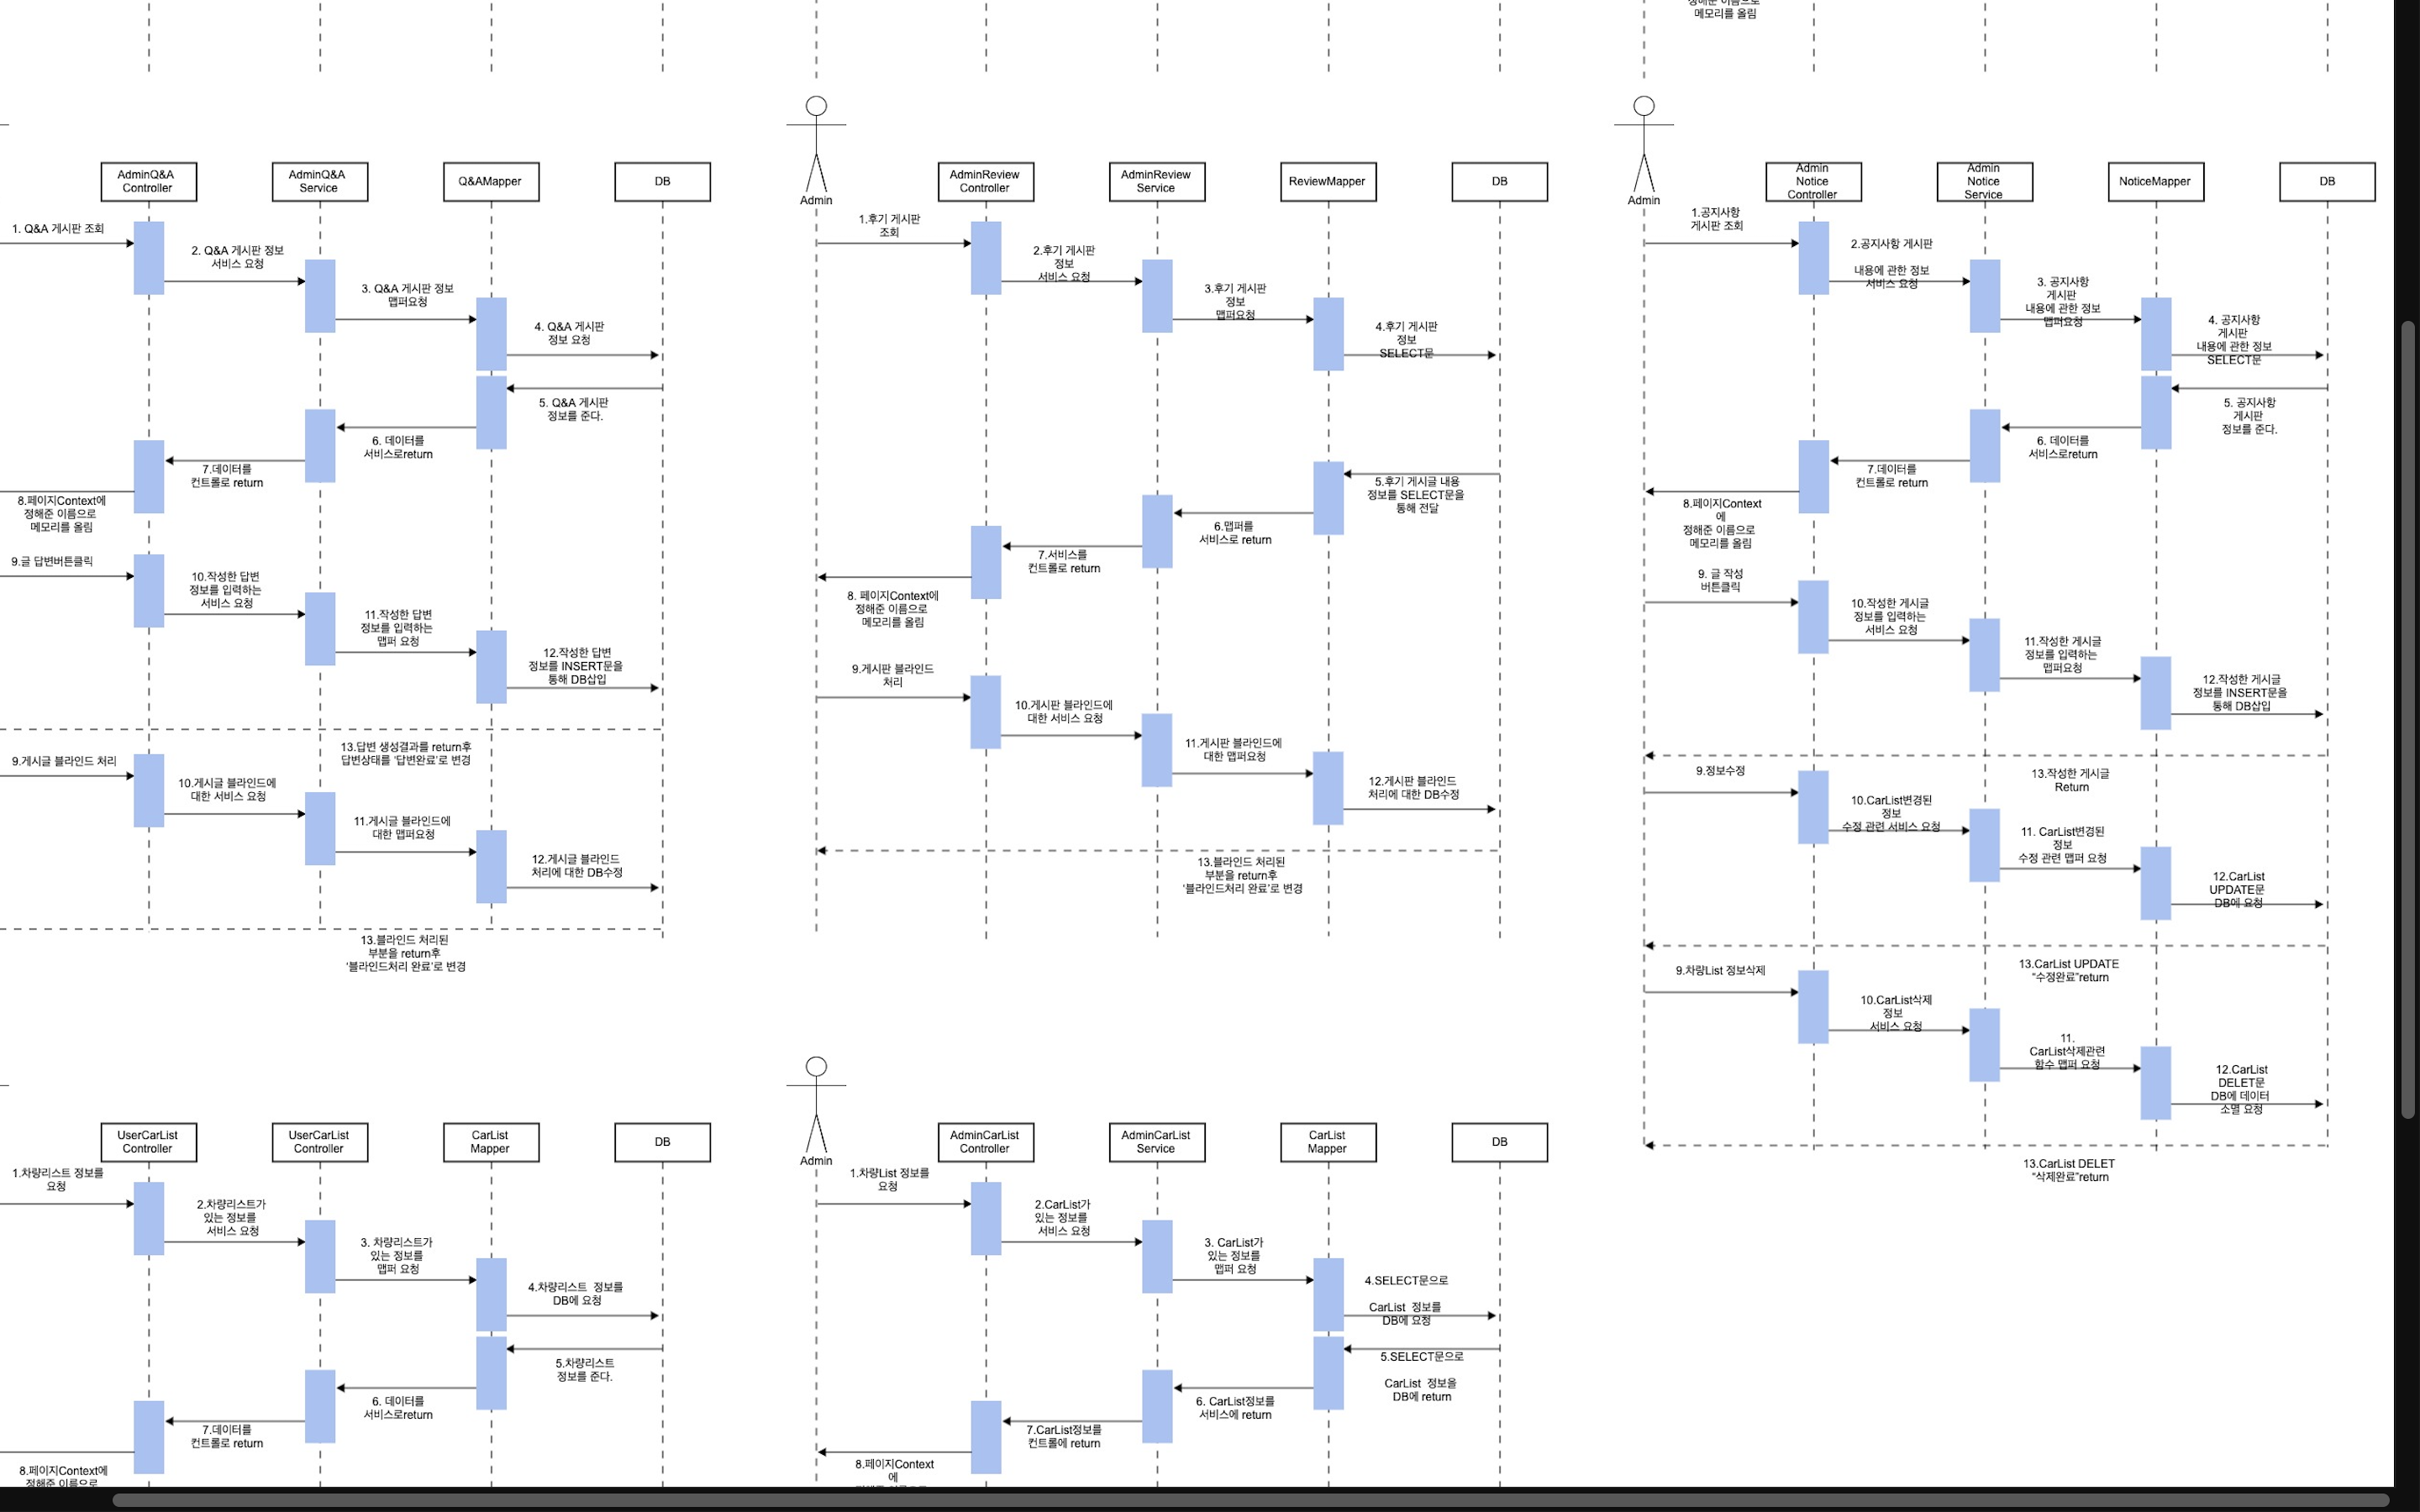 정해준 이름으로
메모리를 올림
AdminQ&A
Controller
AdminQ&A
Service
Q&AMapper
DB
1. Q&A 게시판 조회
2. Q&A 게시판 정보
서비스 요청
3. Q&A 게시판 정보
맵퍼요청
4. Q&A 게시판
정보 요청
5. Q&A 게시판
정보를 준다.
6. 데이터를
서비스로return
7.데이터를
컨트롤로 return
8.페이지Context에
정해준 이름으로
메모리를 올림
9.글 답변버튼클릭
10.작성한 답변
정보를 입력하는
서비스 요청
11.작성한 답변
정보를 입력하는
맵퍼 요청
12.작성한 답변
정보를 INSERT문을
통해 DB삽입
13.답변 생성결과를 return후
답변상태를 '답변완료'로 변경
9.게시글 블라인드 처리
10.게시글 블라인드에
대한 서비스 요청
11.게시글 블라인드에
대한 맵퍼요청
12.게시글 블라인드
처리에 대한 DB수정
13.블라인드 처리된
부분을 return후
'블라인드처리 완료'로 변경
Admin
AdminReview
Controller
AdminReview
Service
ReviewMapper
DB
1.후기 게시판
조회
2.후기 게시판
정보
서비스 요청
3.후기 게시판
정보
맵퍼요청
4.후기 게시판
정보
SELECT문
5.후기 게시글 내용
정보를 SELECT문을
통해 전달
6.맵퍼를
서비스로 return
7.서비스를
컨트롤로 return
8. 페이지Context에
정해준 이름으로
메모리를 올림
9.게시판 블라인드
처리
10.게시판 블라인드에
대한 서비스 요청
11.게시판 블라인드에
대한 맵퍼요청
12.게시판 블라인드
처리에 대한 DB수정
13.블라인드 처리된
부분을 return후
'블라인드처리 완료'로 변경
Admin
Admin
Notice
Controller
Admin
Notice
Service
NoticeMapper
DB
1.공지사항
게시판 조회
2.공지사항 게시판
내용에 관한 정보
서비스 요청
3. 공지사항
게시판
내용에 관한 정보
맵퍼요청
4. 공지사항
게시판
내용에 관한 정보
SELECT문
5. 공지사항
게시판
정보를 준다.
6. 데이터를
서비스로return
7.데이터를
컨트롤로 return
8.페이지Context
에
정해준 이름으로
메모리를 올림
9. 글 작성
버튼클릭
10.작성한 게시글
정보를 입력하는
서비스 요청
11.작성한 게시글
정보를 입력하는
맵퍼요청
12.작성한 게시글
정보를 INSERT문을
통해 DB삽입
13.작성한 게시글
Return
9.정보수정
10.CarList변경된
정보
수정 관련 서비스 요청
11. CarList변경된
정보
수정 관련 맵퍼 요청
12.CarList
UPDATE문
DB에 요청
13.CarList UPDATE
"수정완료"return
9.차량List 정보삭제
10.CarList삭제
정보
서비스 요청
11.
CarList삭제관련
함수 맵퍼 요청
12.CarList
DELET문
DB에 데이터
소멸 요청
13.CarList DELET
"삭제완료"return
UserCarList
Controller
UserCarList
Controller
CarList
Mapper
DB
1.차량리스트 정보를
요청
2.차량리스트가
있는 정보를
서비스 요청
3. 차량리스트가
있는 정보를
맵퍼 요청
4.차량리스트 정보를
DB에 요청
5.차량리스트
정보를 준다.
6. 데이터를
서비스로return
7.데이터를
컨트롤로 return
8.페이지Context에
정해준 이름으로
Admin
AdminCarList
Controller
AdminCarList
Service
CarList
Mapper
DB
1.차량List 정보를
요청
2.CarList가
있는 정보를
서비스 요청
3. CarList가
있는 정보를
맵퍼 요청
4.SELECT문으로
CarList 정보를
DB에 요청
5.SELECT문으로
CarList 정보을
DB에 return
6. CarList정보를
서비스에 return
7.CarList정보를
컨트롤에 return
8.페이지Context
에